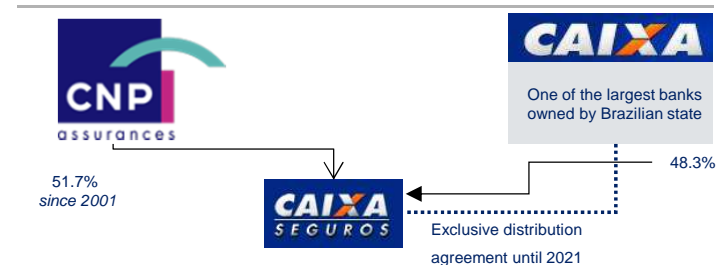 CNP
assurances
51.7%
since 2001
CAIXA
One of the largest banks
owned by Brazilian state
48.3%
CAIXA
SEGUROS
Exclusive distribution
agreement until 2021